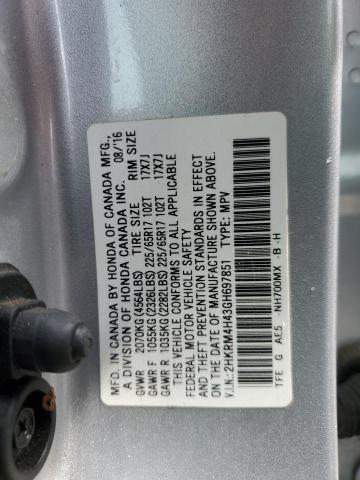 MFD. IN CANADA BY HONDA OF CANADA MFG.,
A DIVISION OF HONDA CANADA INC. 08/'16
TIRE SIZE RIM SIZE
GVWR 2070KG(4564LBS)
GAWR F 1055KG(2326LBS) 225/65R17 102T 17X7J
GAWR R 1035KG(2282LBS) 225/65R17 102T 17X7J
THIS VEHICLE CONFORMS TO ALL APPLICABLE
FEDERAL MOTOR VEHICLE SAFETY
AND THEFT PREVENTION STANDARDS IN EFFECT
ON THE DATE OF MANUFACTURE SHOWN ABOVE.
V.I.N.: 2HKRM4H43GH697851 TYPE: MPV
TFE G AE5 NH700MX -B -H